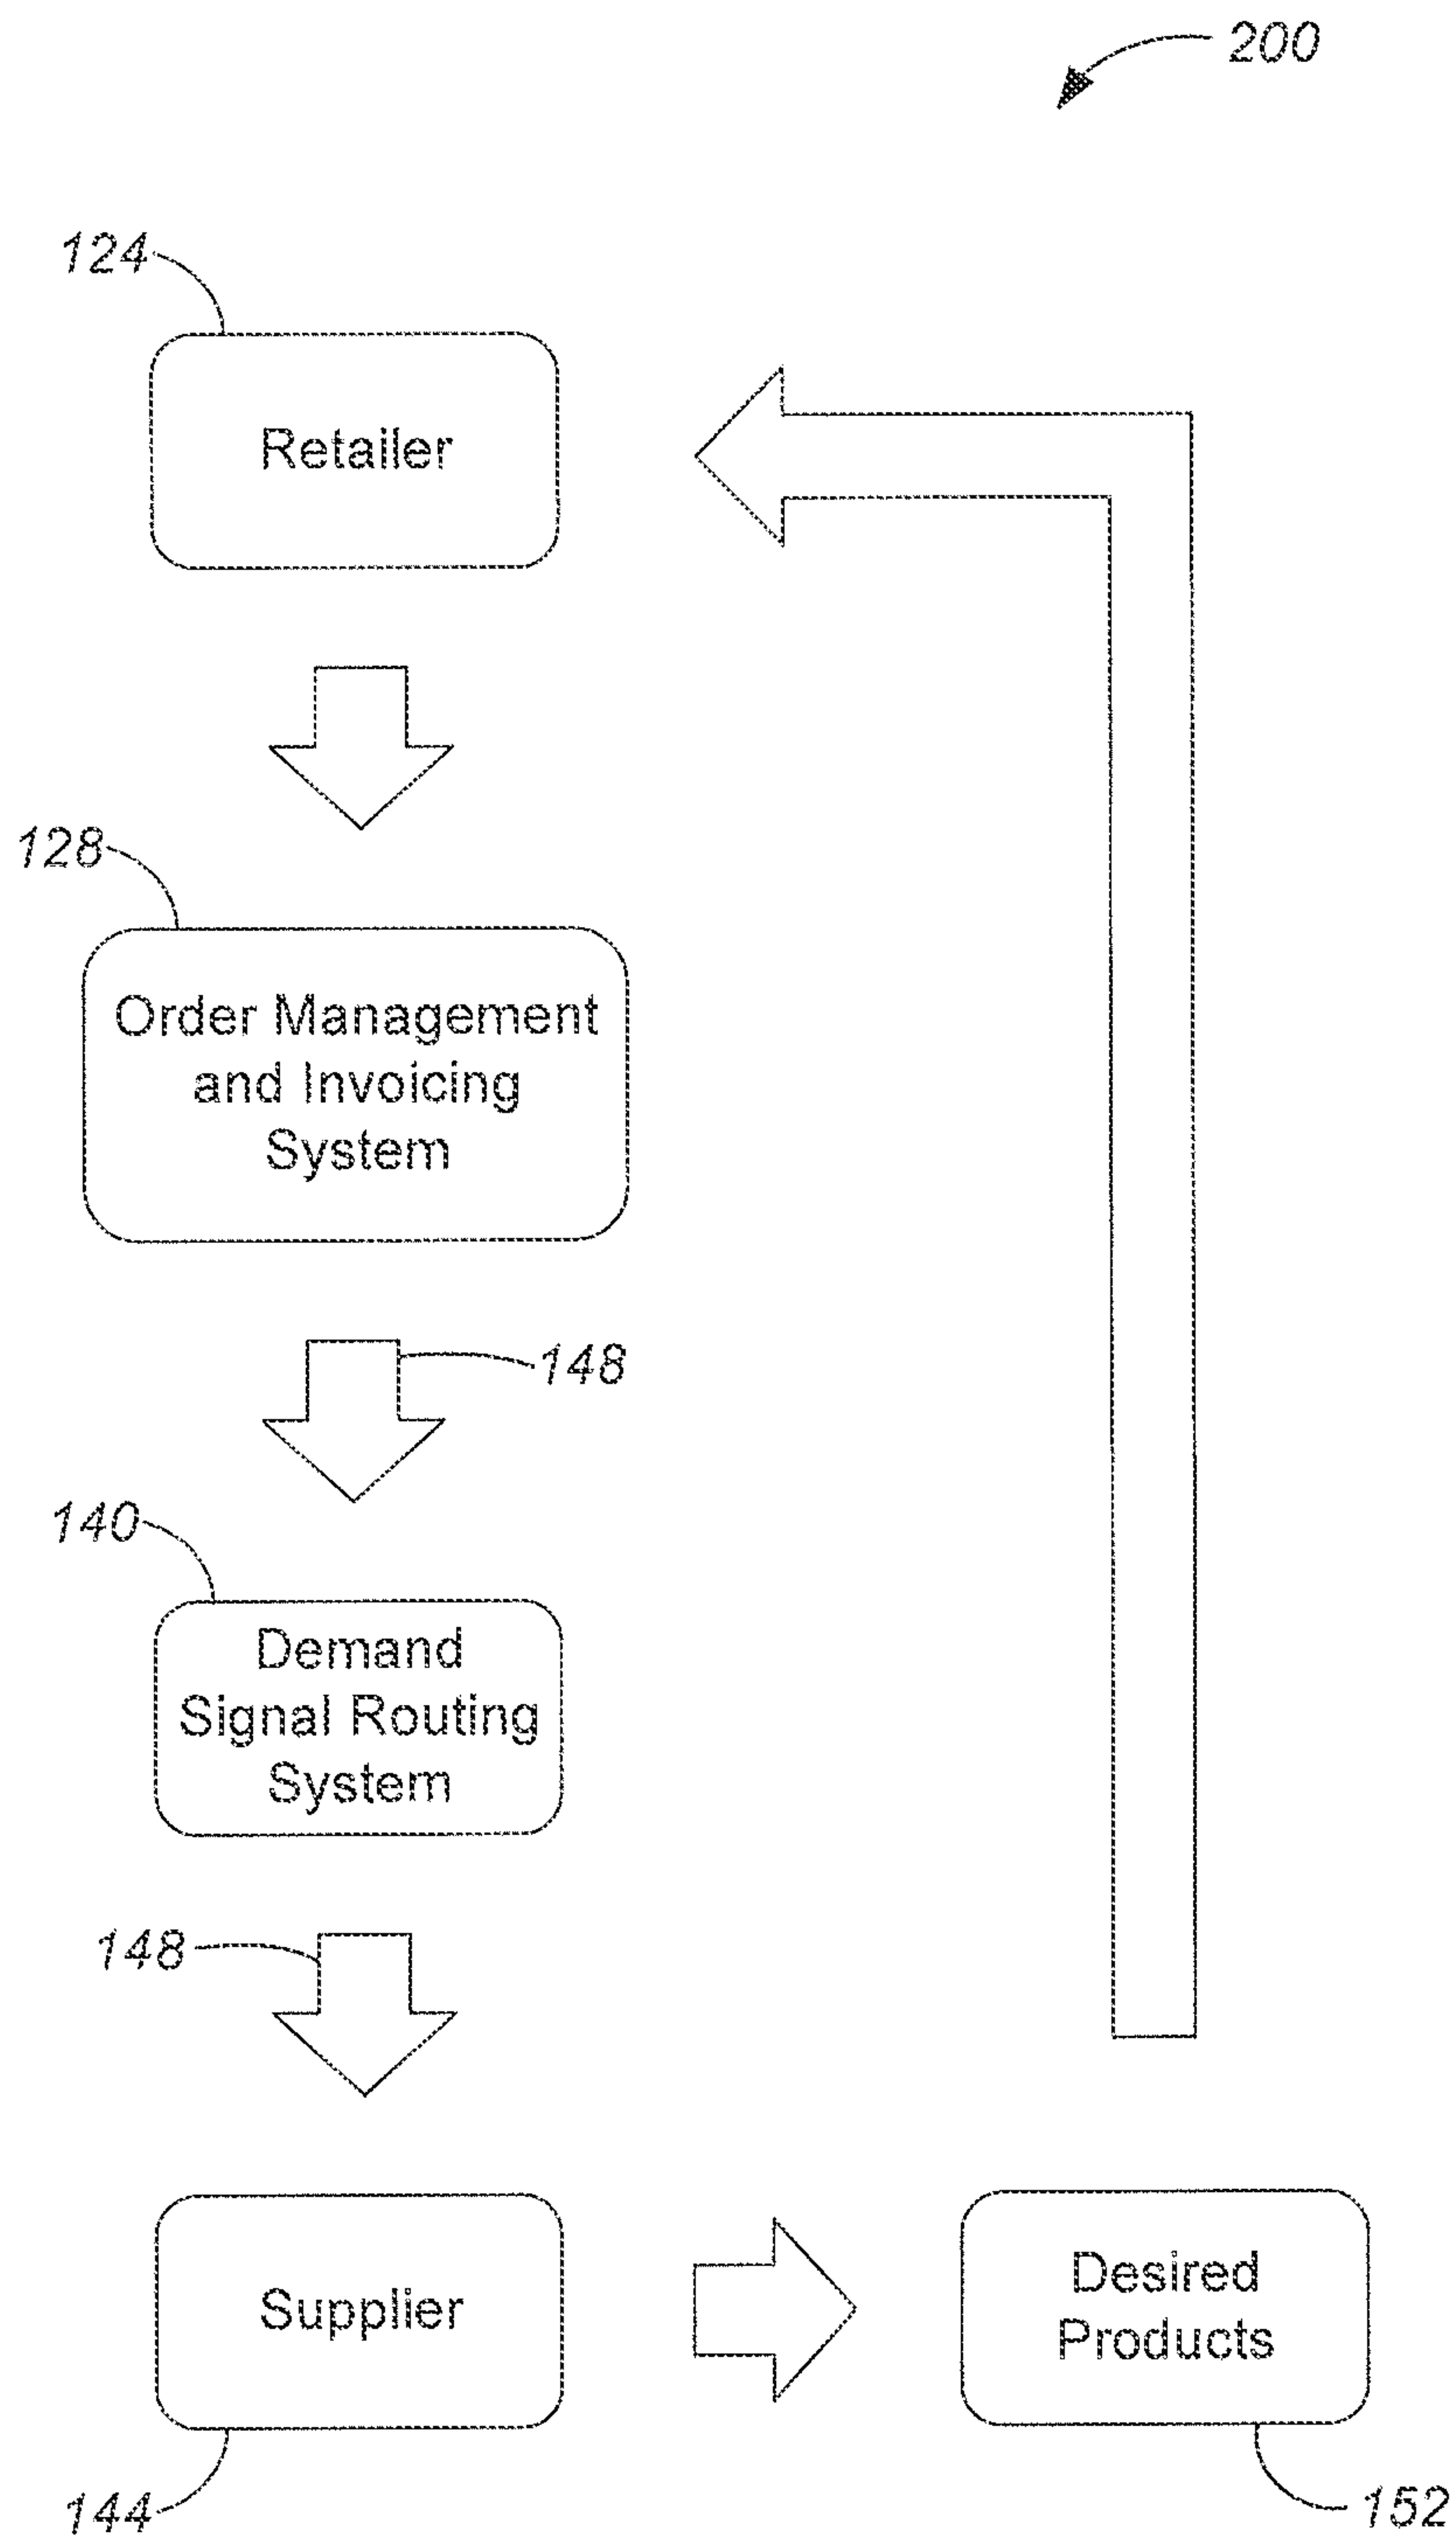 200
124
Retailer
128
Order Management
and Invoicing
System
148
140
Demand
Signal Routing
System
148
Supplier
Desired
Products
144
152